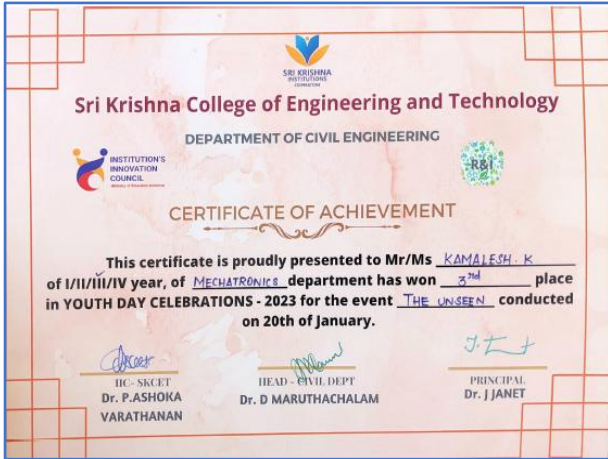 SRI KRISHNA
INSTITUTIONS
COIMBATORE
Sri Krishna College of Engineering and Technology
DEPARTMENT OF CIVIL ENGINEERING
INSTITUTION'S
INNOVATION
COUNCIL
R&I
CERTIFICATE OF ACHIEVEMENT
This certificate is proudly presented to Mr/Ms KAMALESH. K
of I/II/III/IV year, of MECHATRONICS department has won 3rd place
in YOUTH DAY CELEBRATIONS - 2023 for the event THE UNSEEN conducted
on 20th of January.
IIC- SKCET
Dr. P.ASHOKA
VARATHANAN
HEAD - CIVIL DEPT
Dr. D MARUTHACHALAM
PRINCIPAL
Dr. J JANET